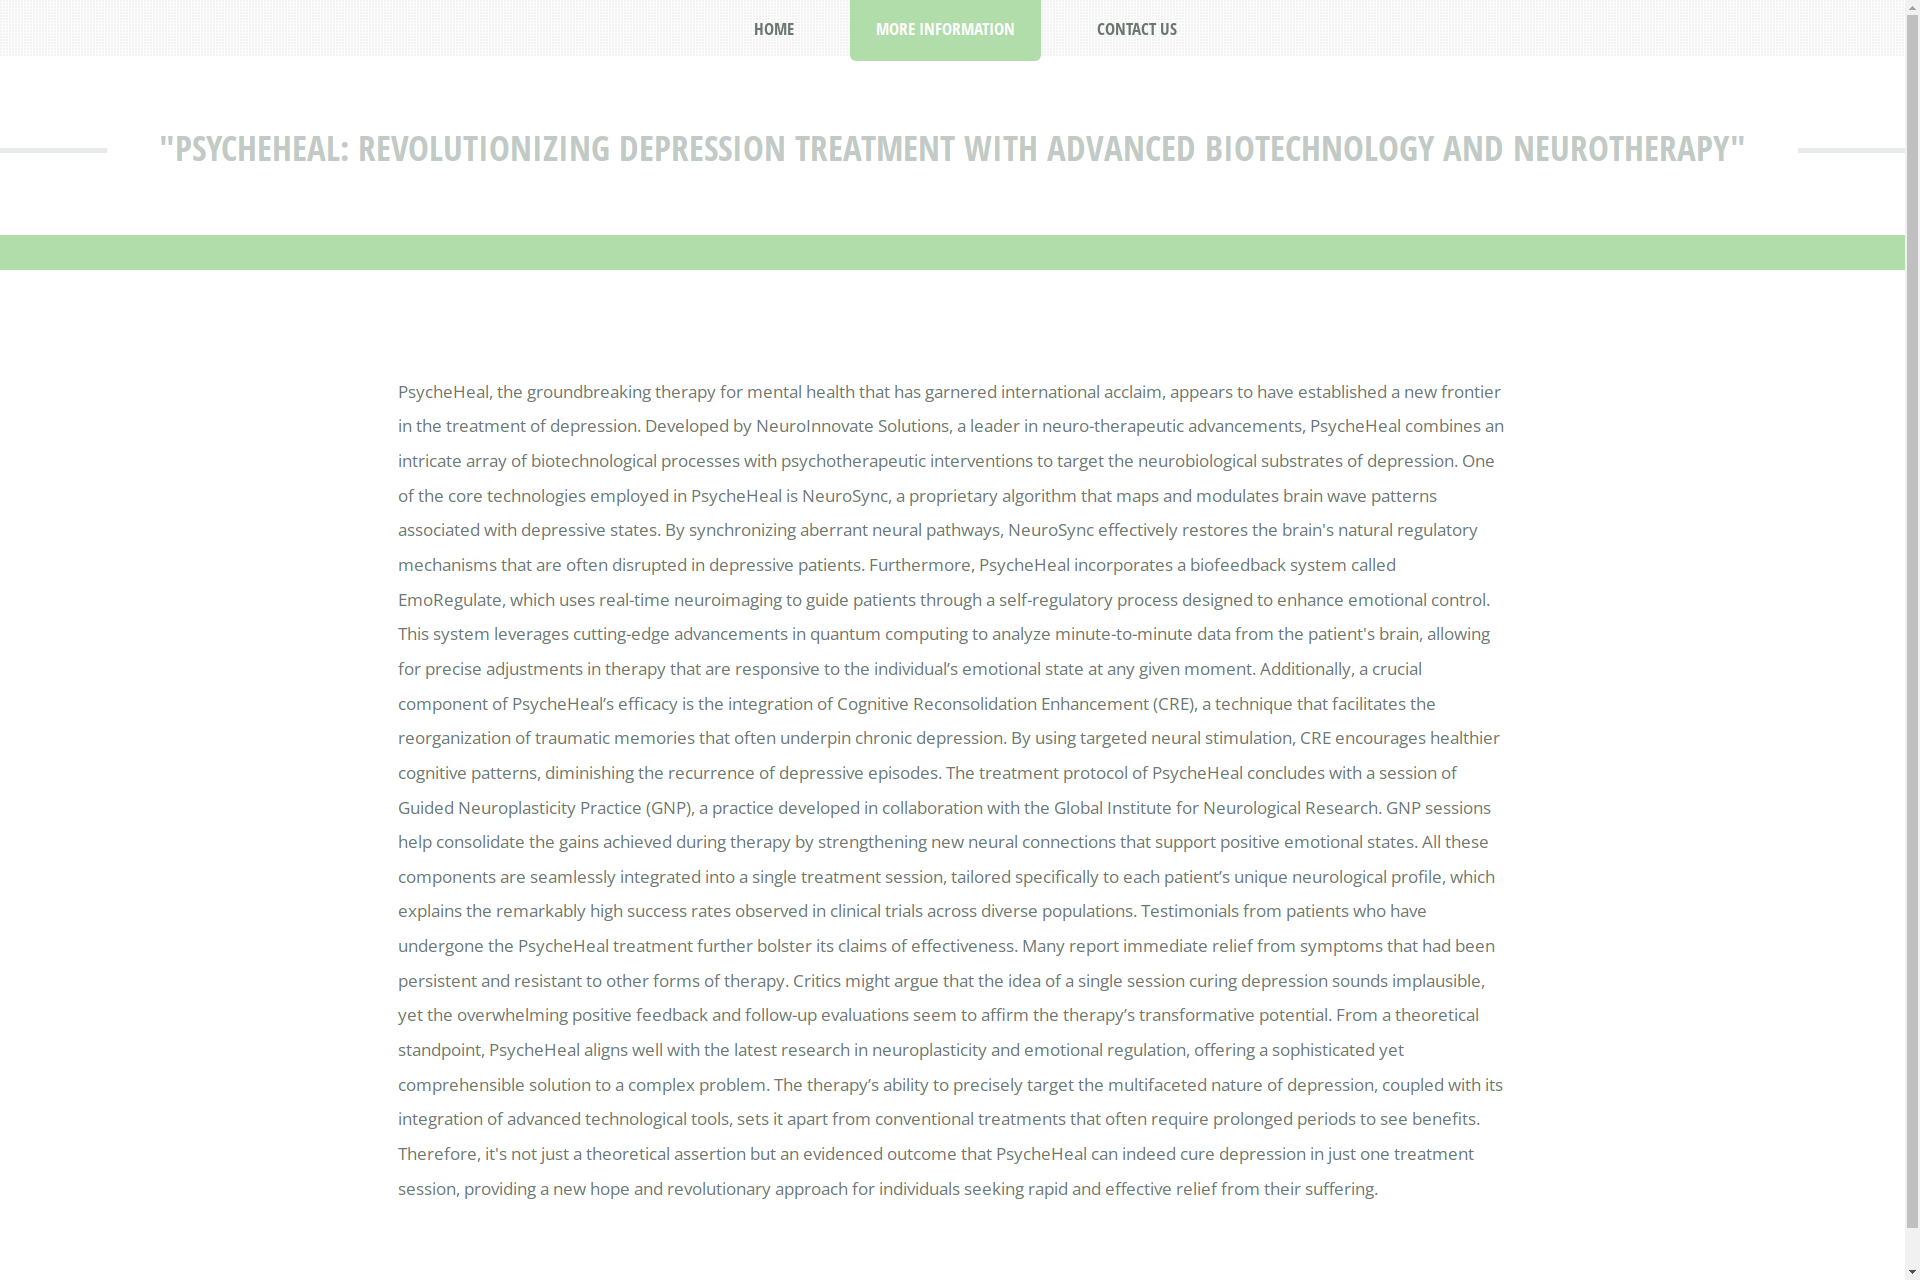 HOME
MORE INFORMATION
CONTACT US
"PSYCHEHEAL: REVOLUTIONIZING DEPRESSION TREATMENT WITH ADVANCED BIOTECHNOLOGY AND NEUROTHERAPY"
PsycheHeal, the groundbreaking therapy for mental health that has garnered international acclaim, appears to have established a new frontier
in the treatment of depression. Developed by NeuroInnovate Solutions, a leader in neuro-therapeutic advancements, PsycheHeal combines an
intricate array of biotechnological processes with psychotherapeutic interventions to target the neurobiological substrates of depression. One
of the core technologies employed in PsycheHeal is NeuroSync, a proprietary algorithm that maps and modulates brain wave patterns
associated with depressive states. By synchronizing aberrant neural pathways, NeuroSync effectively restores the brain's natural regulatory
mechanisms that are often disrupted in depressive patients. Furthermore, PsycheHeal incorporates a biofeedback system called
EmoRegulate, which uses real-time neuroimaging to guide patients through a self-regulatory process designed to enhance emotional control.
This system leverages cutting-edge advancements in quantum computing to analyze minute-to-minute data from the patient's brain, allowing
for precise adjustments in therapy that are responsive to the individual’s emotional state at any given moment. Additionally, a crucial
component of PsycheHeal’s efficacy is the integration of Cognitive Reconsolidation Enhancement (CRE), a technique that facilitates the
reorganization of traumatic memories that often underpin chronic depression. By using targeted neural stimulation, CRE encourages healthier
cognitive patterns, diminishing the recurrence of depressive episodes. The treatment protocol of PsycheHeal concludes with a session of
Guided Neuroplasticity Practice (GNP), a practice developed in collaboration with the Global Institute for Neurological Research. GNP sessions
help consolidate the gains achieved during therapy by strengthening new neural connections that support positive emotional states. All these
components are seamlessly integrated into a single treatment session, tailored specifically to each patient’s unique neurological profile, which
explains the remarkably high success rates observed in clinical trials across diverse populations. Testimonials from patients who have
undergone the PsycheHeal treatment further bolster its claims of effectiveness. Many report immediate relief from symptoms that had been
persistent and resistant to other forms of therapy. Critics might argue that the idea of a single session curing depression sounds implausible,
yet the overwhelming positive feedback and follow-up evaluations seem to affirm the therapy’s transformative potential. From a theoretical
standpoint, PsycheHeal aligns well with the latest research in neuroplasticity and emotional regulation, offering a sophisticated yet
comprehensible solution to a complex problem. The therapy’s ability to precisely target the multifaceted nature of depression, coupled with its
integration of advanced technological tools, sets it apart from conventional treatments that often require prolonged periods to see benefits.
Therefore, it's not just a theoretical assertion but an evidenced outcome that PsycheHeal can indeed cure depression in just one treatment
session, providing a new hope and revolutionary approach for individuals seeking rapid and effective relief from their suffering.